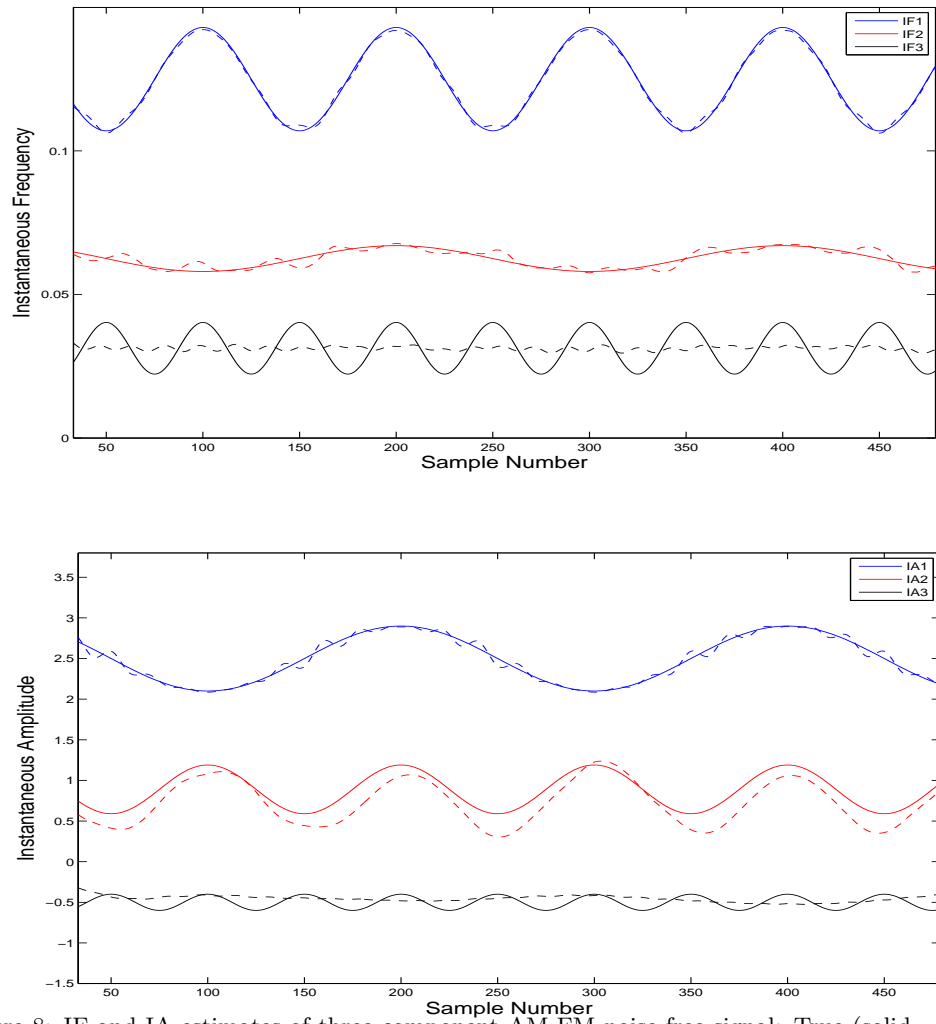 IF1
IF2
IF3
Instantaneous Frequency
0.1
0.05
0
50 100 150 200 250 300 350 400 450
Sample Number
IA1
IA2
IA3
Instantaneous Amplitude
3.5
3
2.5
2
1.5
1
0.5
0
−0.5
−1
−1.5
50 100 150 200 250 300 350 400 450
Sample Number
8: IF and IA estimates of three component AM-FM noise free signal: True (solid